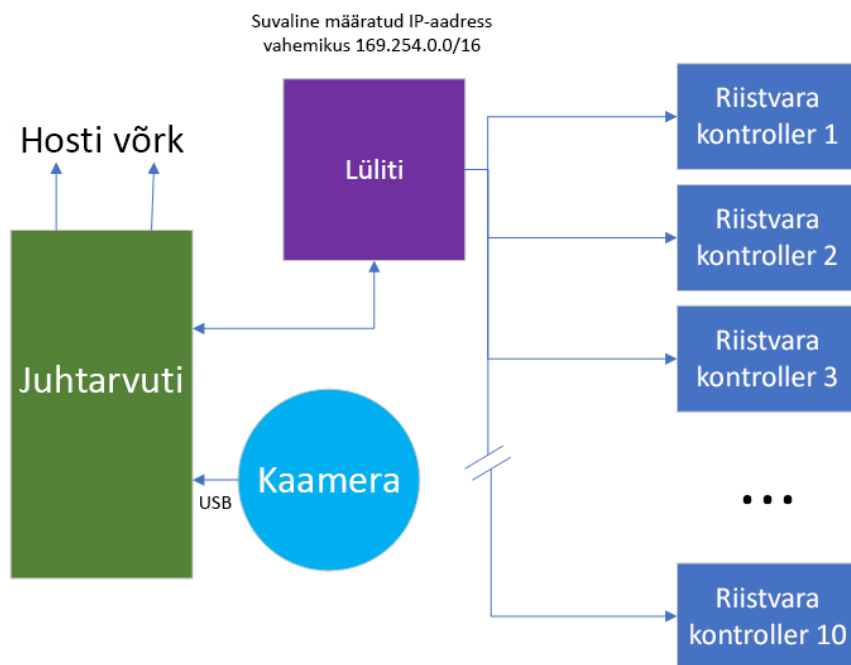 Suvaline määratud IP-aadress
vahemikus 169.254.0.0/16
Hosti võrk
Lüliti
Juhtarvuti
Kaamera
USB
Riistvara
kontroller 1
Riistvara
kontroller 2
Riistvara
kontroller 3
...
Riistvara
kontroller 10